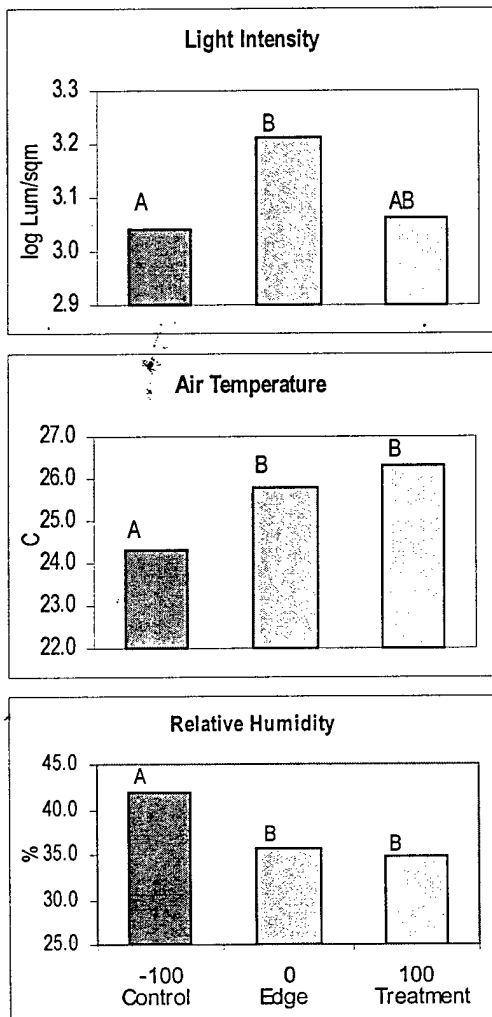 Light Intensity
3.3
3.2
3.1
3.0
2.9
log Lum/sqm
A
B
AB
Air Temperature
27.0
26.0
25.0
24.0
23.0
22.0
C
A
B
B
Relative Humidity
45.0
40.0
35.0
30.0
25.0
%
A
B
B
-100 0 100
Control Edge Treatment